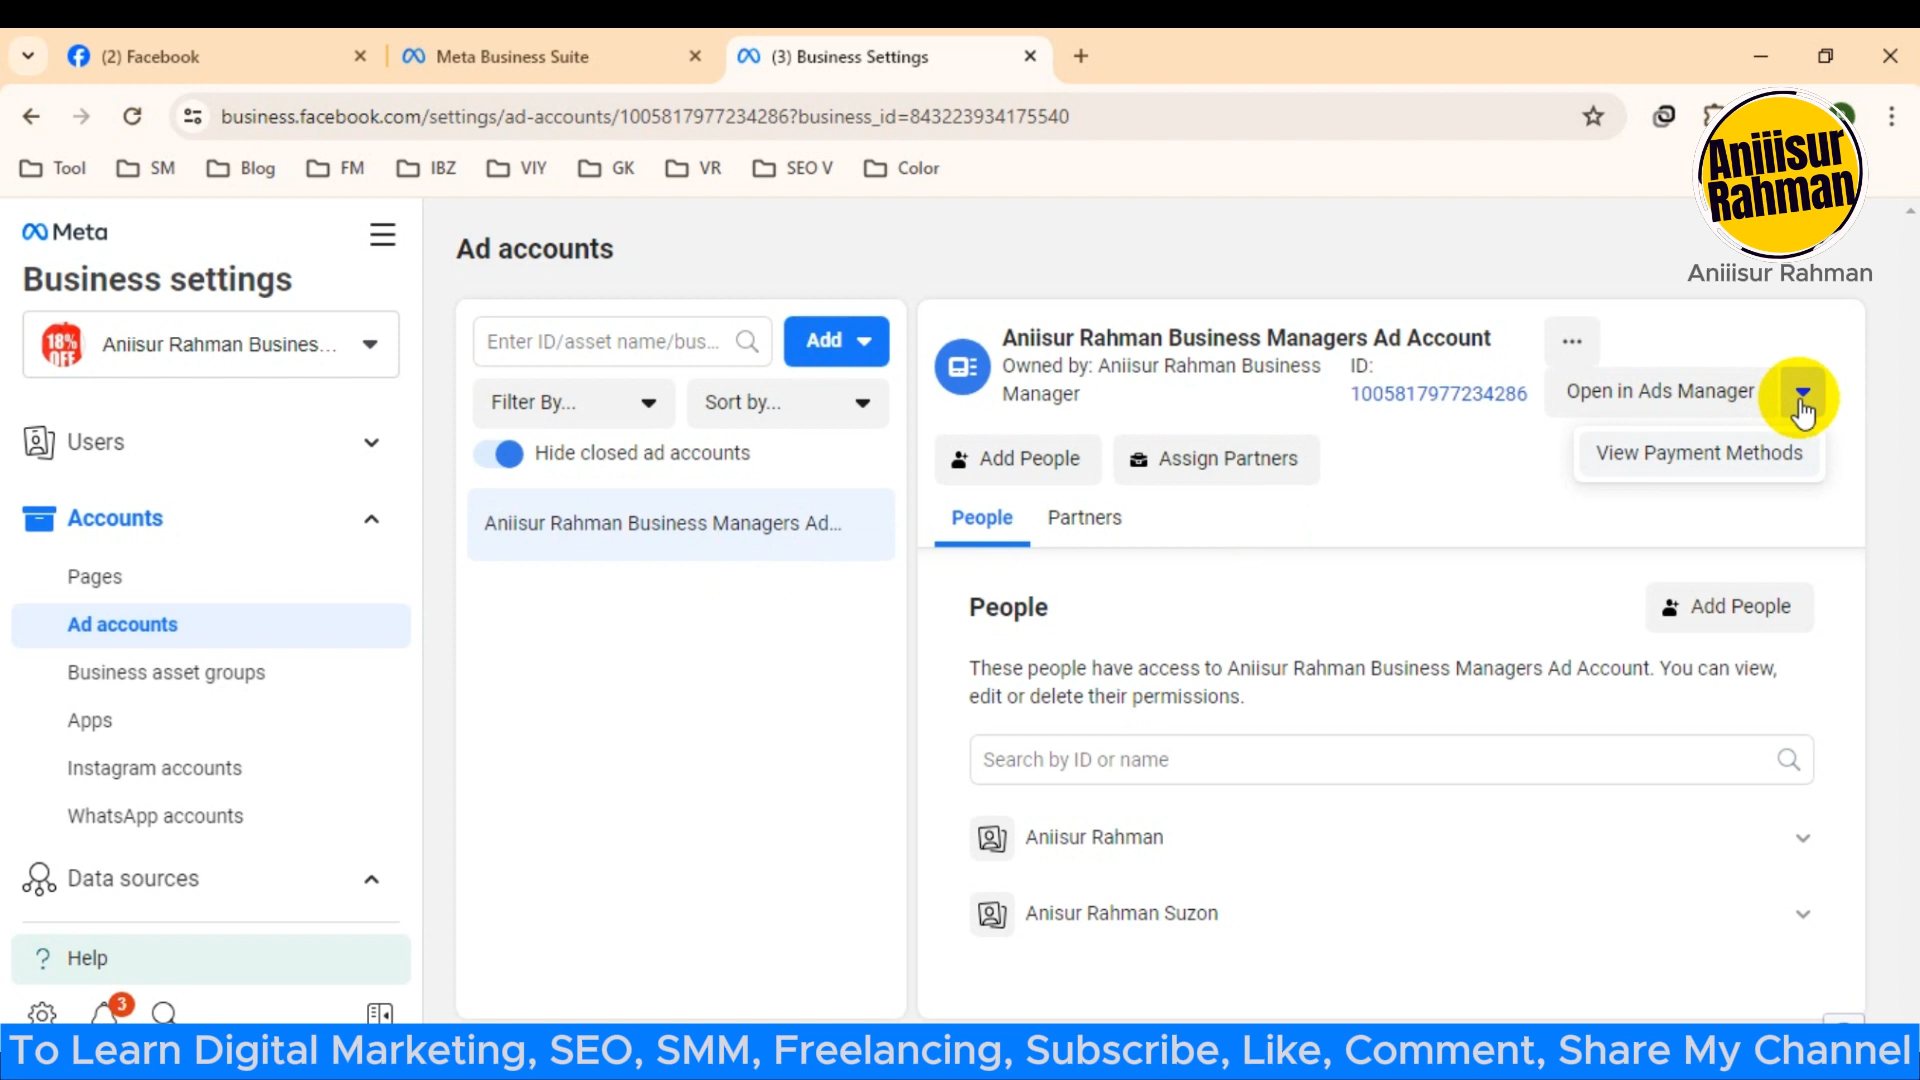 (2) Facebook
Meta Business Suite
(3) Business Settings
business.facebook.com/settings/ad-accounts/1005817977234286?business_id=843223934175540
Tool
SM
Blog
FM
IBZ
VIY
GK
VR
SEO V
Color
Aniiisur
Rahman
Aniiisur Rahman
Meta
Business settings
18%
OFF
Aniisur Rahman Busines...
Users
Accounts
Pages
Ad accounts
Business asset groups
Apps
Instagram accounts
WhatsApp accounts
Data sources
? Help
3
Ad accounts
Enter ID/asset name/bus...
Add
Filter By...
Sort by...
Hide closed ad accounts
Aniisur Rahman Business Managers Ad...
Aniisur Rahman Business Managers Ad Account
Owned by: Aniisur Rahman Business
Manager
ID:
1005817977234286
...
Open in Ads Manager
View Payment Methods
Add People
Assign Partners
People
Partners
People
Add People
These people have access to Aniisur Rahman Business Managers Ad Account. You can view,
edit or delete their permissions.
Search by ID or name
Aniisur Rahman
Anisur Rahman Suzon
To Learn Digital Marketing, SEO, SMM, Freelancing, Subscribe, Like, Comment, Share My Channel